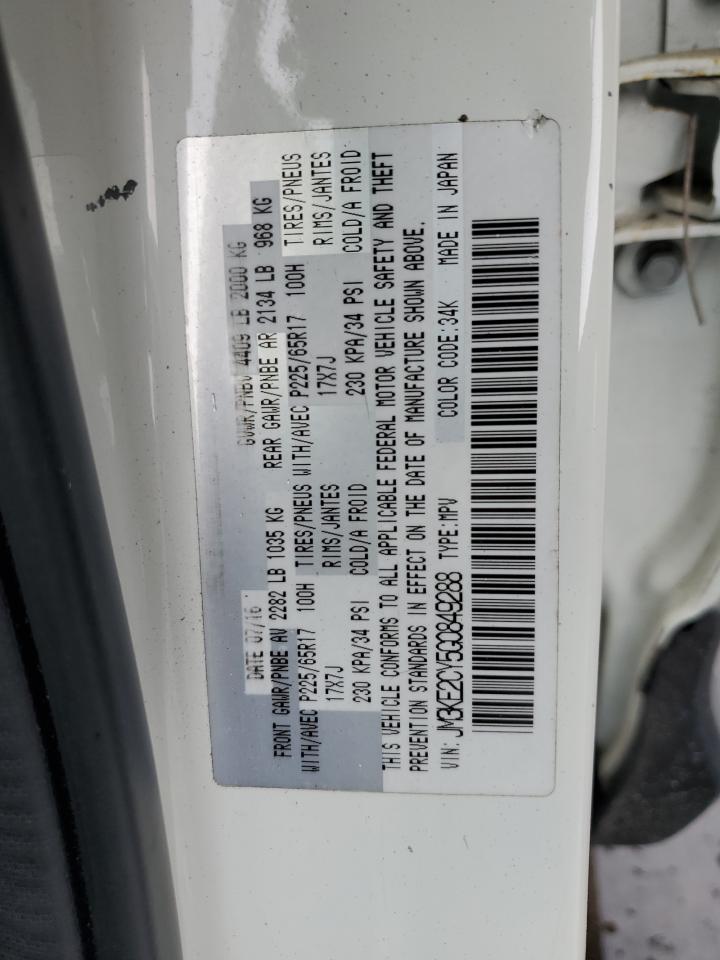 DATE 07/16 GVWR/PNBV 4409 LB 2000 KG
FRONT GAWR/PNBE AV 2282 LB 1035 KG REAR GAWR/PNBE AR 2134 LB 968 KG
WITH/AVEC P225/65R17 100H TIRES/PNEUS WITH/AVEC P225/65R17 100H TIRES/PNEUS
17X7J RIMS/JANTES 17X7J RIMS/JANTES
230 KPA/34 PSI COLD/A FROID 230 KPA/34 PSI COLD/A FROID
THIS VEHICLE CONFORMS TO ALL APPLICABLE FEDERAL MOTOR VEHICLE SAFETY AND THEFT
PREVENTION STANDARDS IN EFFECT ON THE DATE OF MANUFACTURE SHOWN ABOVE.
VIN: JM3KE2CY5G0849288 TYPE:MPV COLOR CODE:34K MADE IN JAPAN